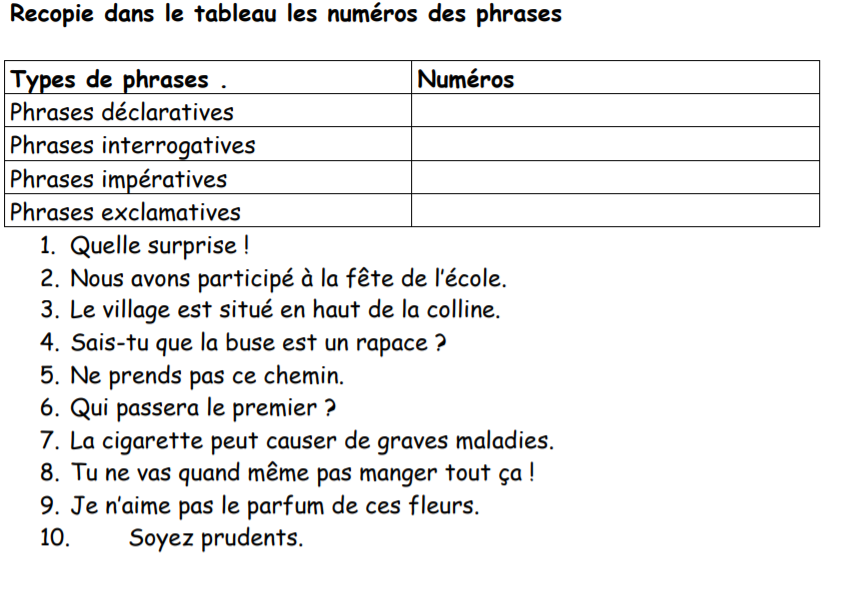 Recopie dans le tableau les numéros des phrases
Types de phrases . Numéros
Phrases déclaratives
Phrases interrogatives
Phrases impératives
Phrases exclamatives
1. Quelle surprise !
2. Nous avons participé à la fête de l'école.
3. Le village est situé en haut de la colline.
4. Sais-tu que la buse est un rapace ?
5. Ne prends pas ce chemin.
6. Qui passera le premier ?
7. La cigarette peut causer de graves maladies.
8. Tu ne vas quand même pas manger tout ça !
9. Je n'aime pas le parfum de ces fleurs.
10. Soyez prudents.